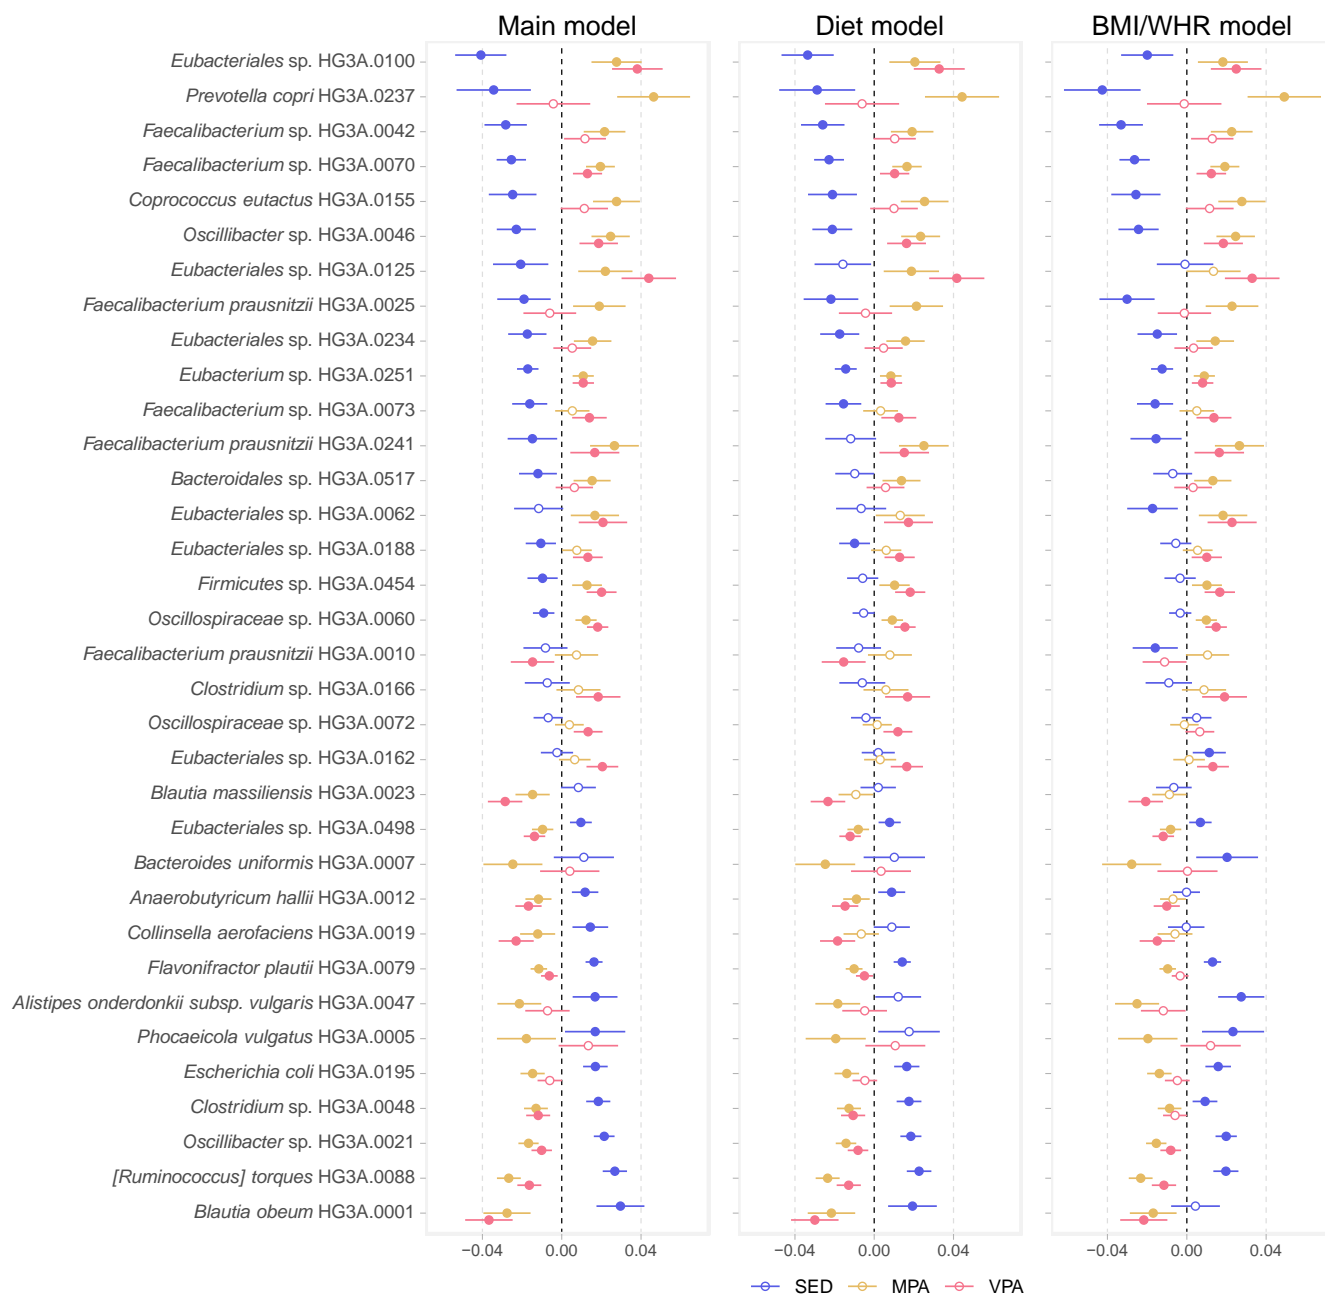 Main model
Diet model
BMI/WHR model
Eubacteriales sp. HG3A.0100
Prevotella copri HG3A.0237
Faecalibacterium sp. HG3A.0042
Faecalibacterium sp. HG3A.0070
Coprococcus eutactus HG3A.0155
Oscillibacter sp. HG3A.0046
Eubacteriales sp. HG3A.0125
Faecalibacterium prausnitzii HG3A.0025
Eubacteriales sp. HG3A.0234
Eubacterium sp. HG3A.0251
Faecalibacterium sp. HG3A.0073
Faecalibacterium prausnitzii HG3A.0241
Bacteroidales sp. HG3A.0517
Eubacteriales sp. HG3A.0062
Eubacteriales sp. HG3A.0188
Firmicutes sp. HG3A.0454
Oscillospiraceae sp. HG3A.0060
Faecalibacterium prausnitzii HG3A.0010
Clostridium sp. HG3A.0166
Oscillospiraceae sp. HG3A.0072
Eubacteriales sp. HG3A.0162
Blautia massiliensis HG3A.0023
Eubacteriales sp. HG3A.0498
Bacteroides uniformis HG3A.0007
Anaerobutyricum hallii HG3A.0012
Collinsella aerofaciens HG3A.0019
Flavonifractor plautii HG3A.0079
Alistipes onderdonkii subsp. vulgaris HG3A.0047
Phocaeicola vulgatus HG3A.0005
Escherichia coli HG3A.0195
Clostridium sp. HG3A.0048
Oscillibacter sp. HG3A.0021
[Ruminococcus] torques HG3A.0088
Blautia obeum HG3A.0001
−0.04 0.00 0.04
−0.04 0.00 0.04
−0.04 0.00 0.04
SED MPA VPA